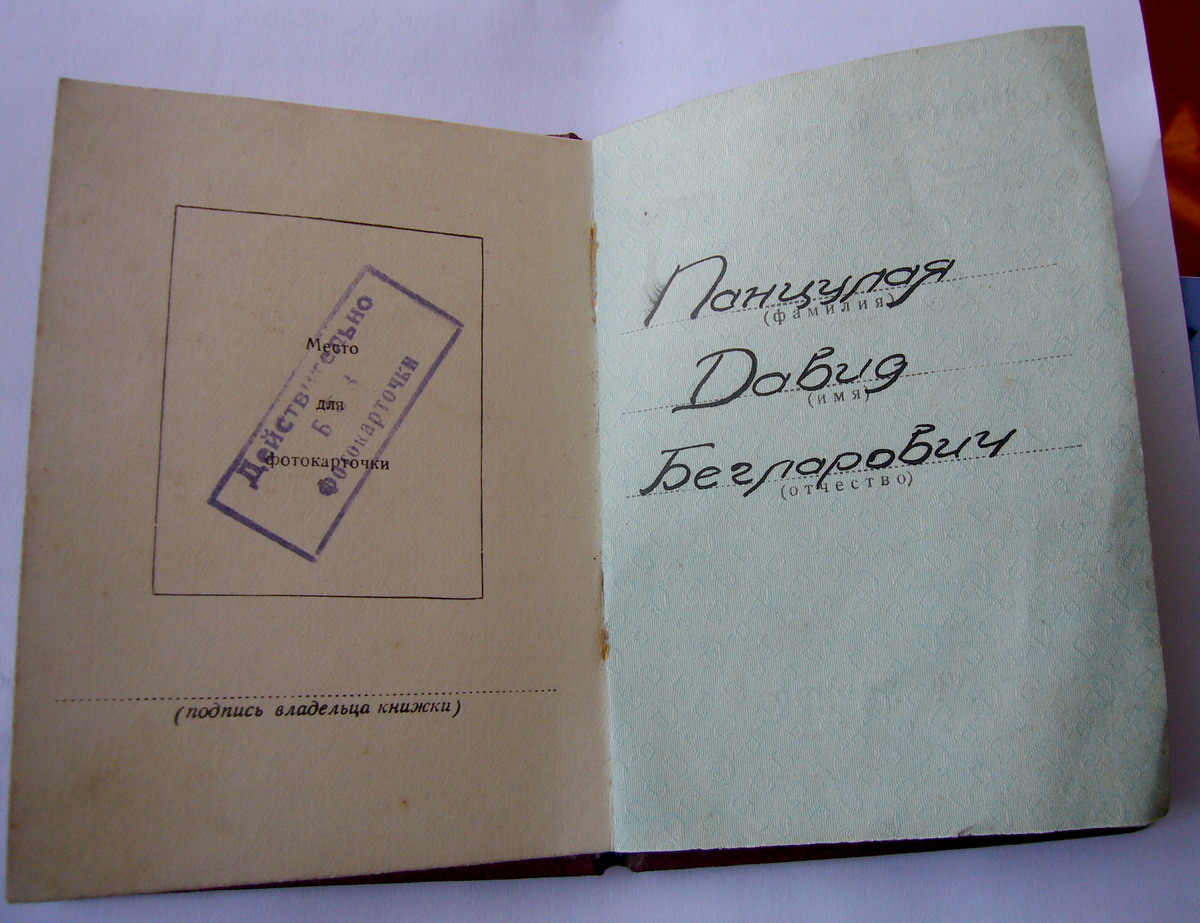 Место
для
фотокарточки
Действительно
БЕЗ
Фотокарточки
(подпись владельца книжки)
Панцулая
(фамилия)
Давид
(имя)
Бегларович
(отчество)